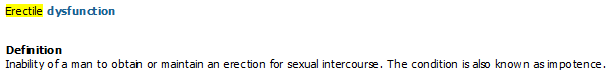 Erectile dysfunction
Definition
Inability of a man to obtain or maintain an erection for sexual intercourse. The condition is also known as impotence.